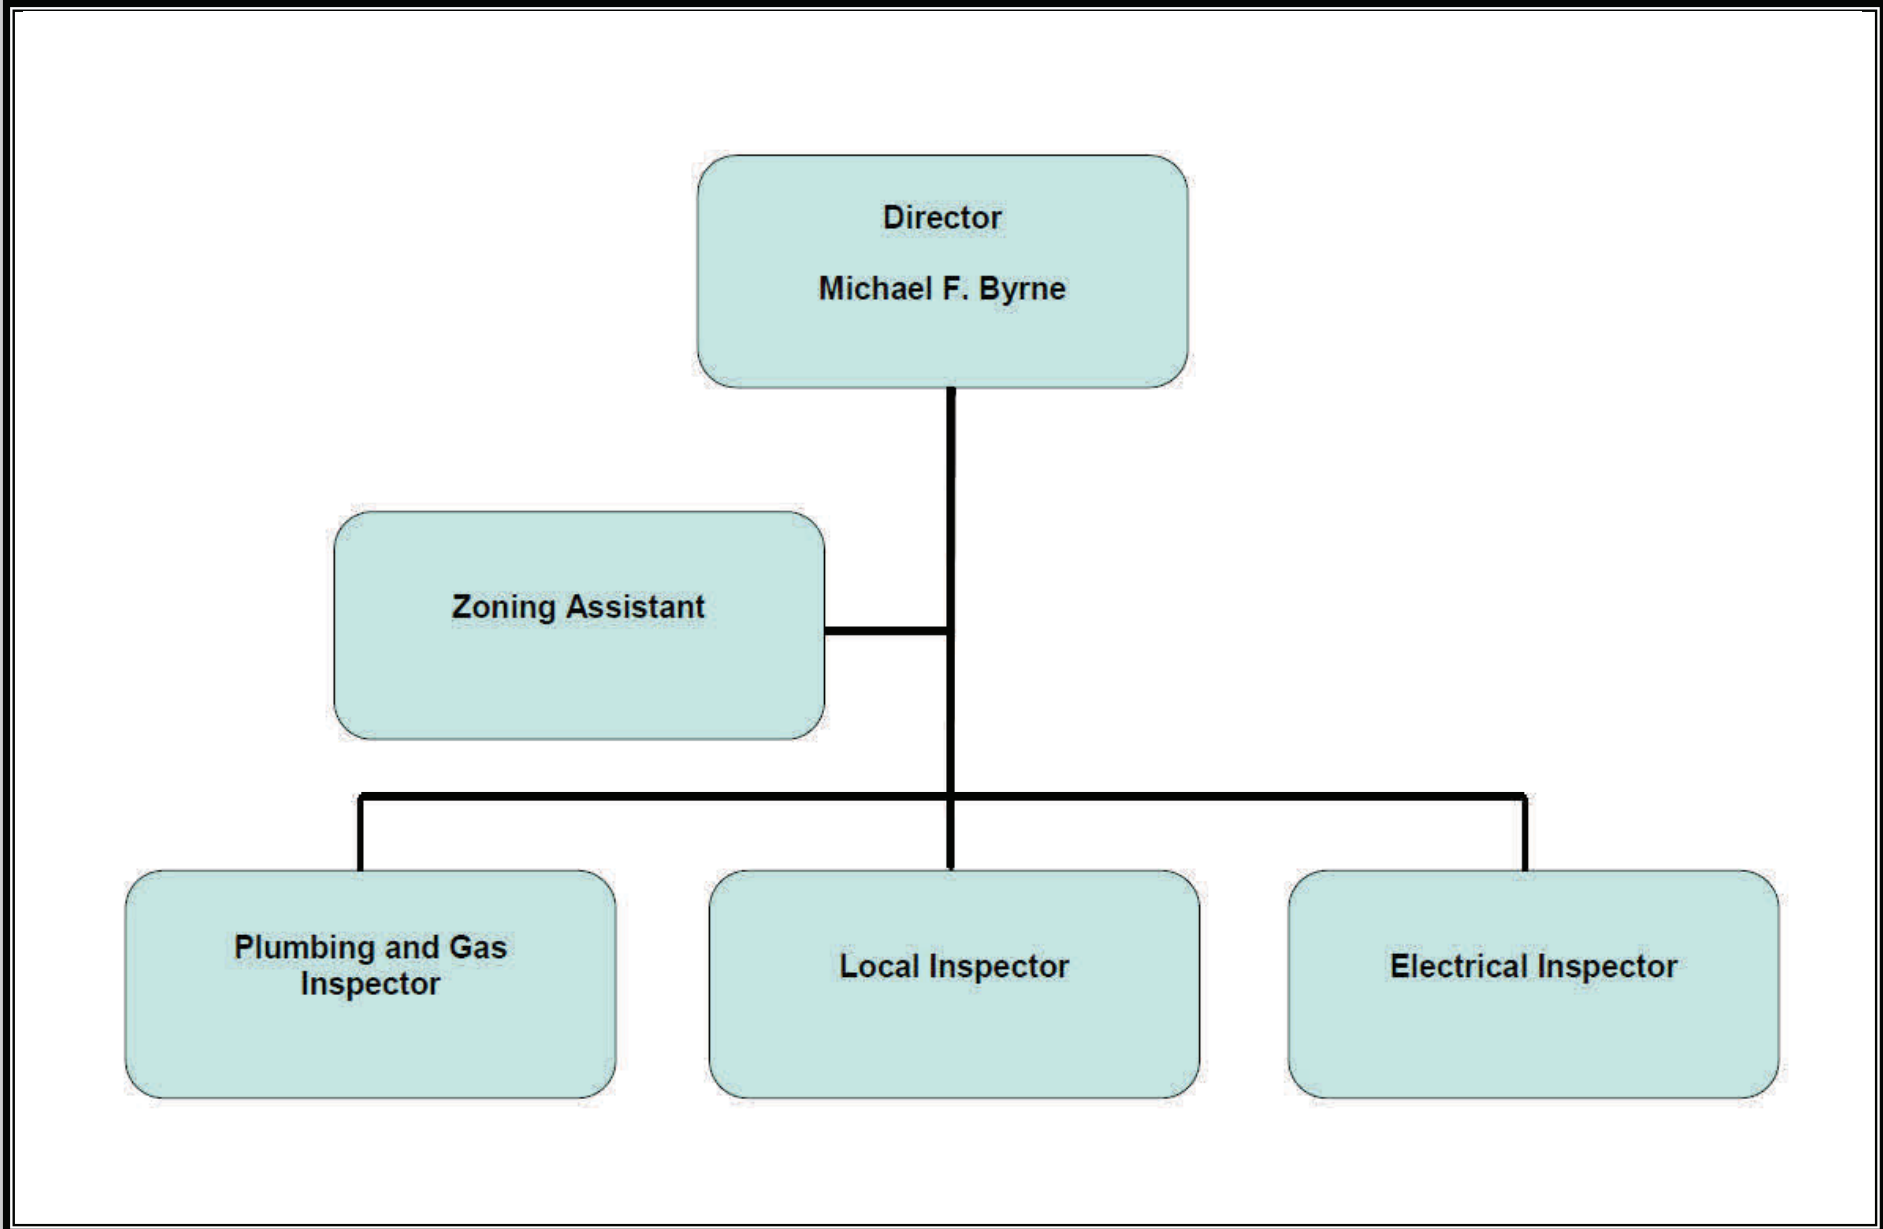 Director
Michael F. Byrne
Zoning Assistant
Plumbing and Gas
Inspector
Local Inspector
Electrical Inspector